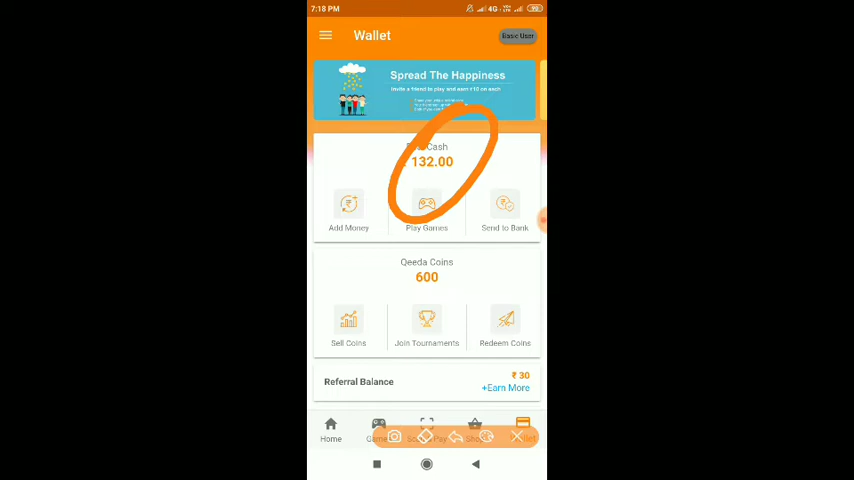 7:18 PM
4G
Wallet
Basic User
Spread The Happiness
Invite a friend to play and earn ₹10 on each
Cash
132.00
Add Money
Play Games
Send to Bank
Qeeda Coins
600
Sell Coins
Join Tournaments
Redeem Coins
Referral Balance
₹ 30
+Earn More
Home